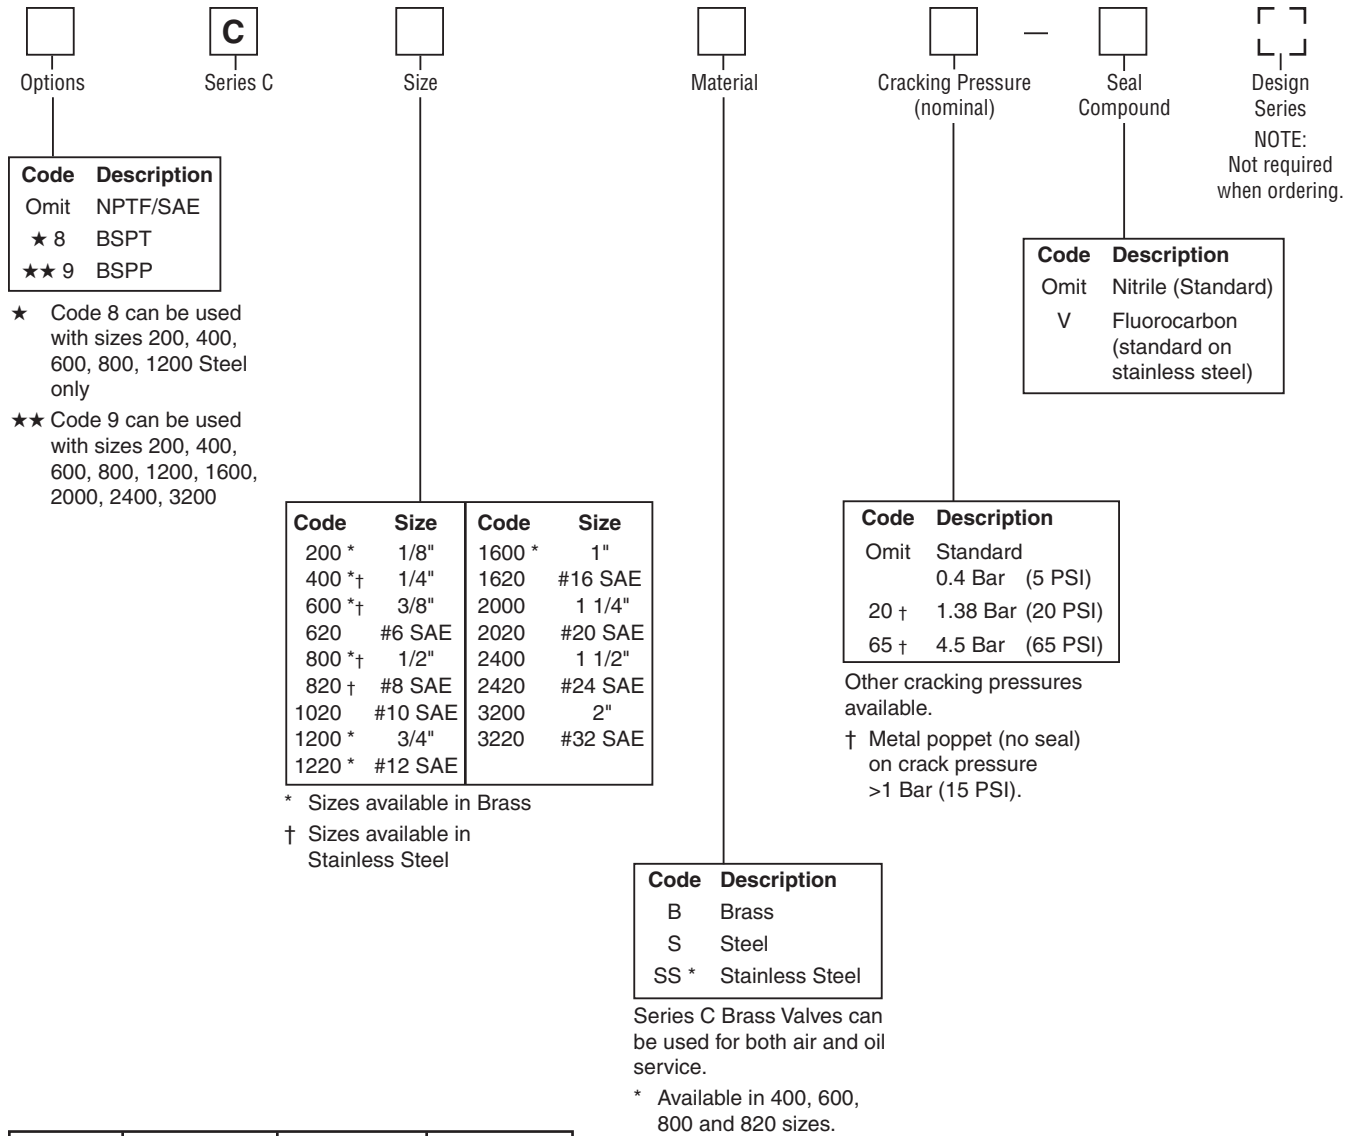 C
—
Options
Series C
Size
Material
Cracking Pressure
(nominal)
Seal
Compound
Design
Series
NOTE:
Not required
when ordering.
Code Description
Omit NPTF/SAE
★ 8 BSPT
★★ 9 BSPP
★ Code 8 can be used
with sizes 200, 400,
600, 800, 1200 Steel
only
★★ Code 9 can be used
with sizes 200, 400,
600, 800, 1200, 1600,
2000, 2400, 3200
Code Size Code Size
200 * 1/8" 1600 * 1"
400 *† 1/4" 1620 #16 SAE
600 *† 3/8" 2000 1 1/4"
620 #6 SAE 2020 #20 SAE
800 *† 1/2" 2400 1 1/2"
820 † #8 SAE 2420 #24 SAE
1020 #10 SAE 3200 2"
1200 * 3/4" 3220 #32 SAE
1220 * #12 SAE
* Sizes available in Brass
† Sizes available in
Stainless Steel
Code Description
B Brass
S Steel
SS * Stainless Steel
Series C Brass Valves can
be used for both air and oil
service.
* Available in 400, 600,
800 and 820 sizes.
Code Description
Omit Standard
0.4 Bar (5 PSI)
20 † 1.38 Bar (20 PSI)
65 † 4.5 Bar (65 PSI)
Other cracking pressures
available.
† Metal poppet (no seal)
on crack pressure
>1 Bar (15 PSI).
Code Description
Omit Nitrile (Standard)
V Fluorocarbon
(standard on
stainless steel)